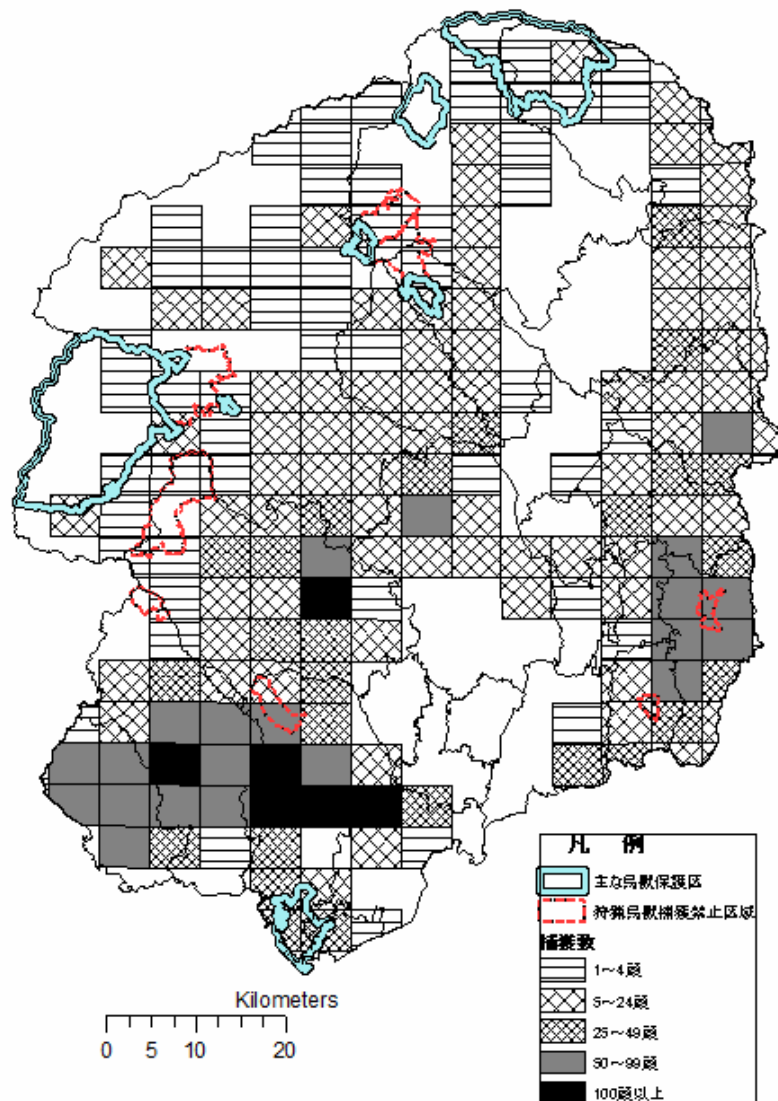 凡 例
主な鳥獣保護区
狩猟鳥獣捕獲禁止区域
捕獲数
1～4頭
5～24頭
25～49頭
50～99頭
100頭以上
Kilometers
0 5 10 20